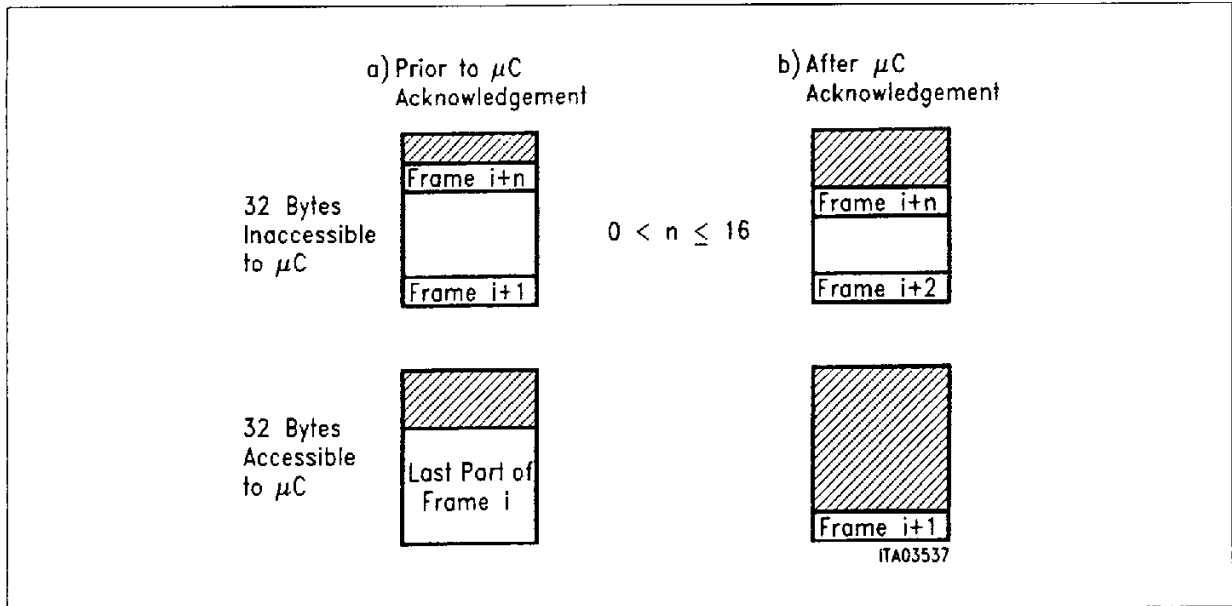 a) Prior to μC
Acknowledgement
b) After μC
Acknowledgement
32 Bytes
Inaccessible
to μC
Frame i+n
Frame i+1
0 < n ≤ 16
Frame i+n
Frame i+2
32 Bytes
Accessible
to μC
Last Part of
Frame i
Frame i+1
ITA03537